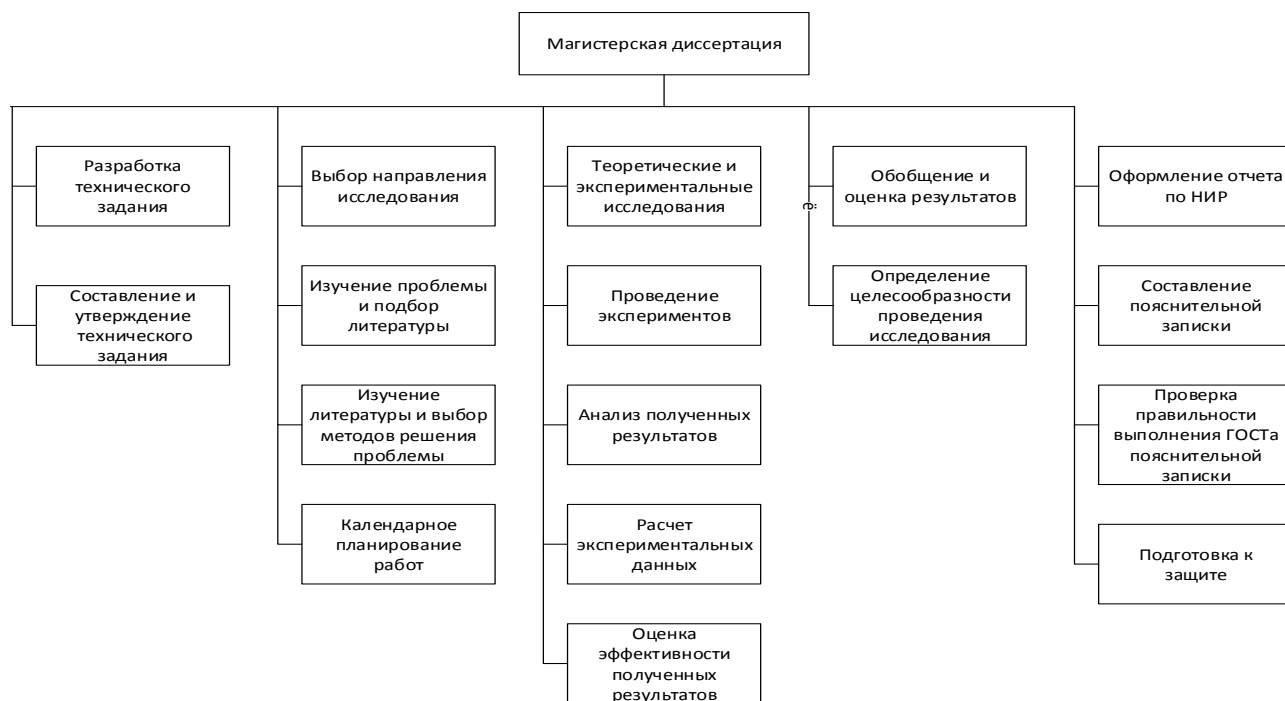 Магистерская диссертация
Разработка
технического
задания
Составление и
утверждение
технического
задания
Выбор направления
исследования
Изучение проблемы
и подбор
литературы
Изучение
литературы и выбор
методов решения
проблемы
Календарное
планирование
работ
Теоретические и
экспериментальные
исследования
Проведение
экспериментов
Анализ полученных
результатов
Расчет
экспериментальных
данных
Оценка
эффективности
полученных
результатов
ё
Обобщение и
оценка результатов
Определение
целесообразности
проведения
исследования
Оформление отчета
по НИР
Составление
пояснительной
записки
Проверка
правильности
выполнения ГОСТа
пояснительной
записки
Подготовка к
защите